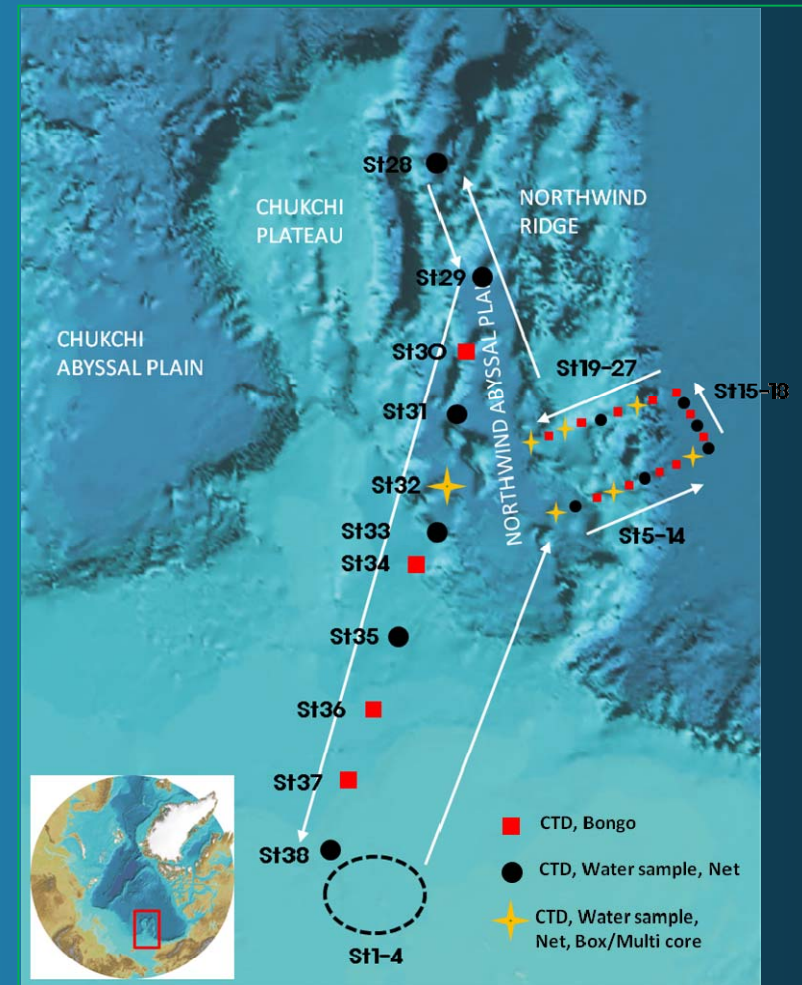 St28
CHUKCHI
PLATEAU
NORTHWIND
RIDGE
St29
CHUKCHI
ABYSSAL PLAIN
St30
NORTHWIND ABYSSAL PLAIN
St19-27
St15-18
St31
St32
St33
St34
St5-14
St35
St36
St37
St38
St1-4
CTD, Bongo
CTD, Water sample, Net
CTD, Water sample,
Net, Box/Multi core